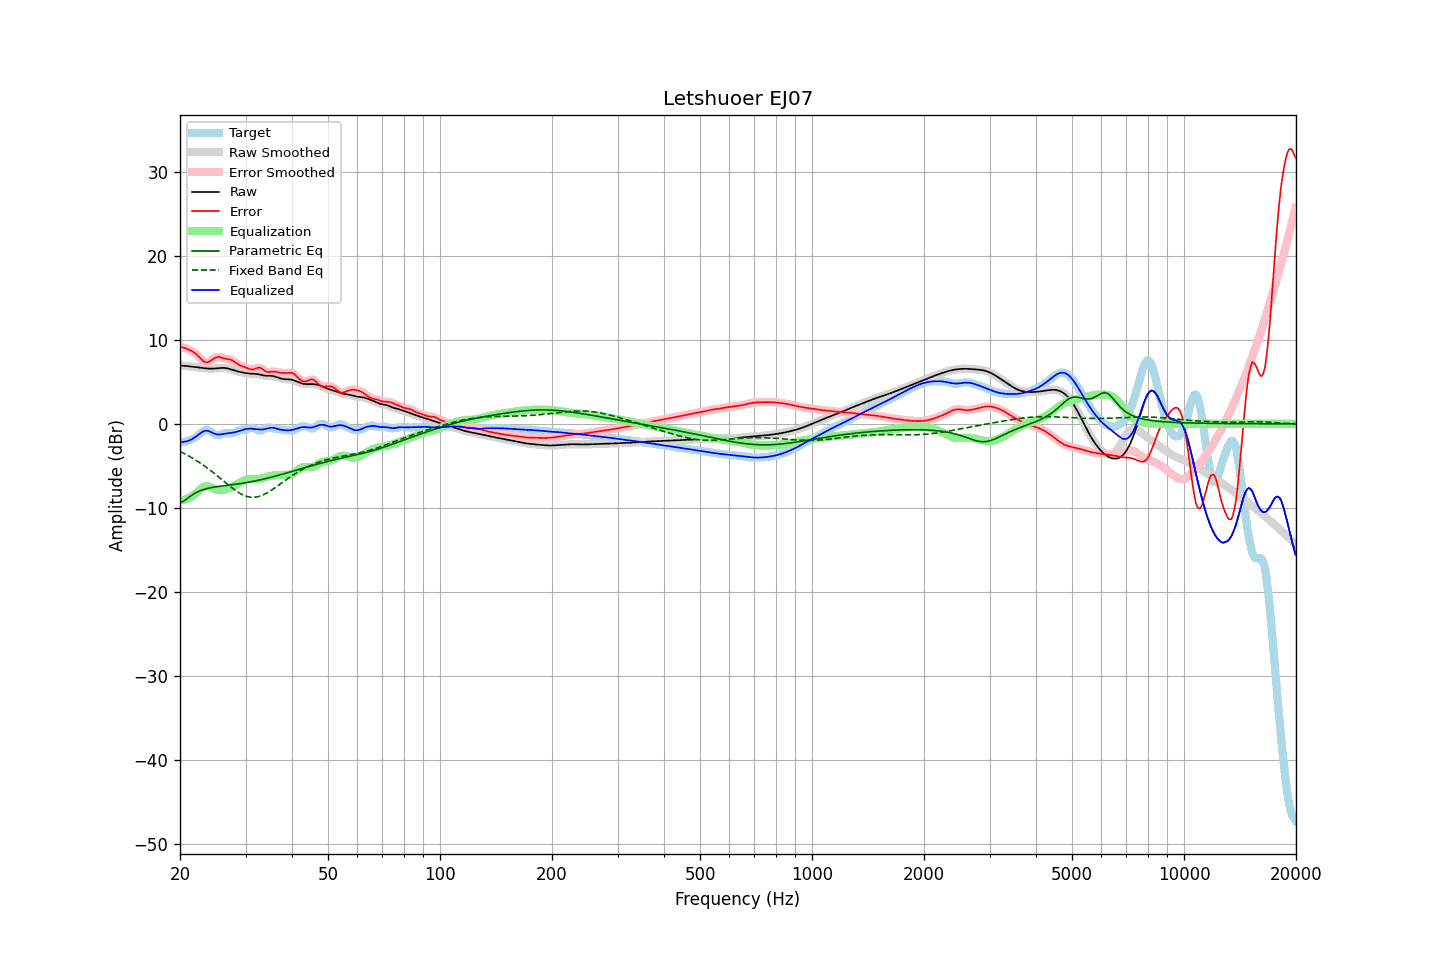 Letshuoer EJ07
Target
Raw Smoothed
Error Smoothed
Raw
Error
Equalization
Parametric Eq
Fixed Band Eq
Equalized
30
20
10
0
−10
−20
−30
−40
−50
Amplitude (dBr)
20 50 100 200 500 1000 2000 5000 10000 20000
Frequency (Hz)